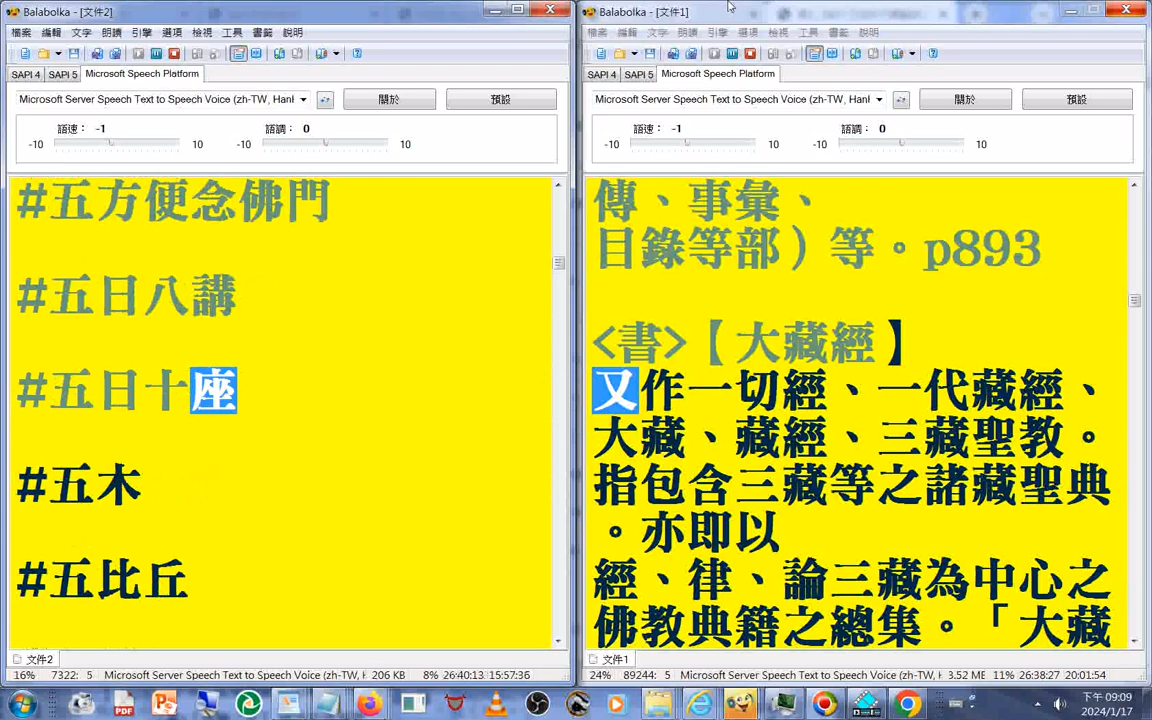 Balabolka - [文件2]
檔案 編輯 文字 朗讀 引擎 選項 檢視 工具 書籤 說明
SAPI 4 SAPI 5 Microsoft Speech Platform
Microsoft Server Speech Text to Speech Voice (zh-TW, Hanl
關於 預設
語速： -1 語調： 0
-10 10 -10 10
#五方便念佛門
#五日八講
#五日十座
#五木
#五比丘
文件2
16% 7322: 5 Microsoft Server Speech Text to Speech Voice (zh-TW, H 206 KB 8% 26:40:13 15:57:36
Balabolka - [文件1]
檔案 編輯 文字 朗讀 引擎 選項 檢視 工具 書籤 說明
SAPI 4 SAPI 5 Microsoft Speech Platform
Microsoft Server Speech Text to Speech Voice (zh-TW, Hanl
關於 預設
語速： -1 語調： 0
-10 10 -10 10
傳、事彙、
目錄等部）等。p893
<書>【大藏經】
又作一切經、一代藏經、
大藏、藏經、三藏聖教。
指包含三藏等之諸藏聖典
。亦即以
經、律、論三藏為中心之
佛教典籍之總集。「大藏
文件1
24% 89244: 5 Microsoft Server Speech Text to Speech Voice (zh-TW, H 3.52 ME 11% 26:38:27 20:01:54
下午 09:09
2024/1/17